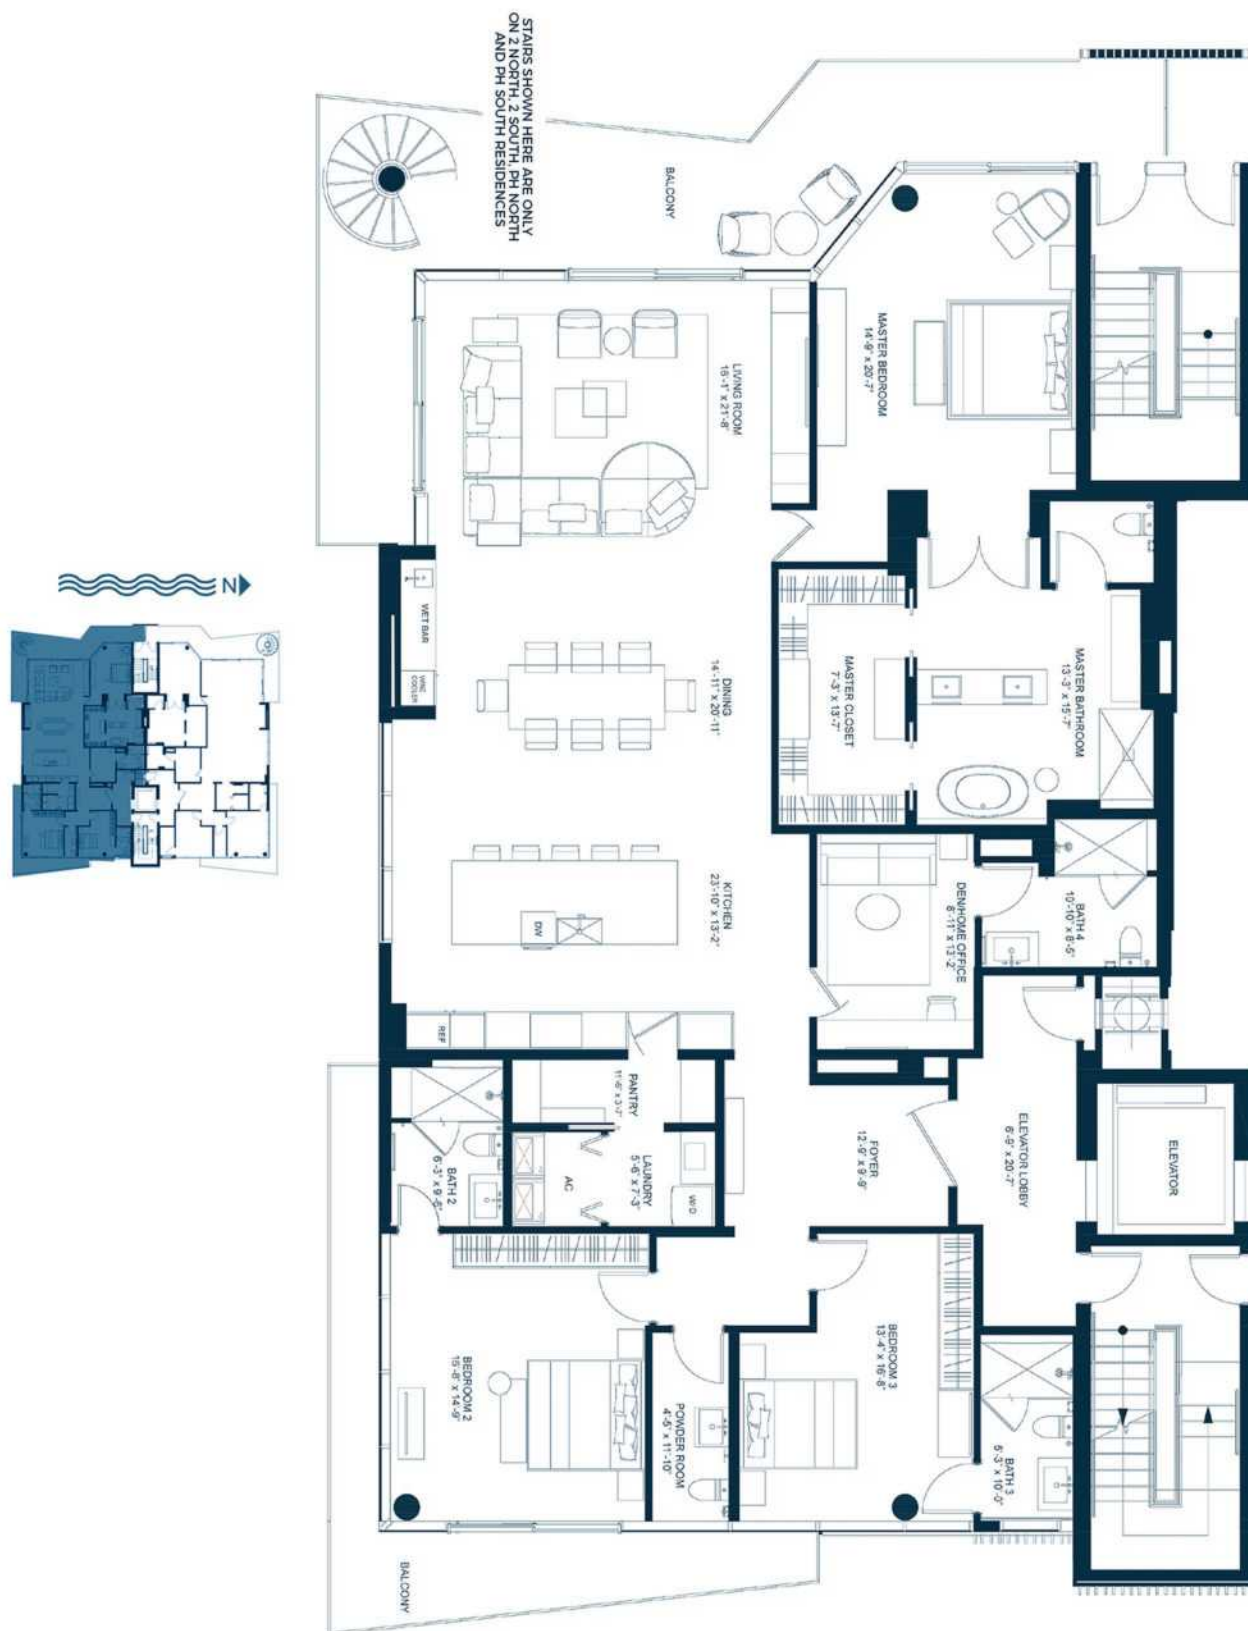 STAIRS SHOWN HERE ARE ONLY
ON 2 NORTH, 2 SOUTH, PH NORTH
AND PH SOUTH RESIDENCES
BALCONY
MASTER BEDROOM
14'-9" x 20'-7"
LIVING ROOM
18'-1" x 21'-8"
WET BAR
WINE
COOLER
DINING
14'-11" x 20'-11"
MASTER CLOSET
7'-3" x 13'-7"
MASTER BATHROOM
13'-3" x 15'-7"
KITCHEN
23'-10" x 13'-2"
DW
REF
DEN/HOME OFFICE
8'-11" x 13'-2"
BATH 4
10'-10" x 8'-5"
PANTRY
11'-6" x 3'-7"
LAUNDRY
5'-6" x 7'-3"
AC
W/D
BATH 2
6'-3" x 9'-6"
FOYER
12'-9" x 9'-9"
ELEVATOR LOBBY
6'-9" x 20'-7"
ELEVATOR
BEDROOM 2
15'-8" x 14'-9"
POWDER ROOM
4'-5" x 11'-10"
BEDROOM 3
13'-4" x 16'-8"
BATH 3
5'-3" x 10'-0"
BALCONY
N